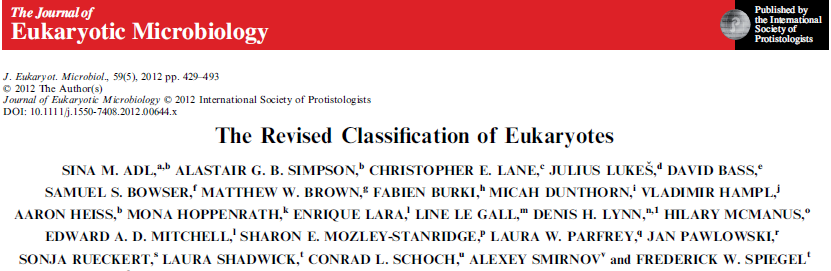 The Journal of
Eukaryotic Microbiology
Published by
the International
Society of
Protistologists
J. Eukaryot. Microbiol., 59(5), 2012 pp. 429–493
© 2012 The Author(s)
Journal of Eukaryotic Microbiology © 2012 International Society of Protistologists
DOI: 10.1111/j.1550-7408.2012.00644.x
The Revised Classification of Eukaryotes
SINA M. ADL,a,b ALASTAIR G. B. SIMPSON,b CHRISTOPHER E. LANE,c JULIUS LUKEŠ,d DAVID BASS,e
SAMUEL S. BOWSER,f MATTHEW W. BROWN,g FABIEN BURKI,h MICAH DUNTHORN,i VLADIMIR HAMPL,j
AARON HEISS,b MONA HOPPENRATH,k ENRIQUE LARA,l LINE LE GALL,m DENIS H. LYNN,n,1 HILARY MCMANUS,o
EDWARD A. D. MITCHELL,l SHARON E. MOZLEY-STANRIDGE,p LAURA W. PARFREY,q JAN PAWLOWSKI,r
SONJA RUECKERT,s LAURA SHADWICK,t CONRAD L. SCHOCH,u ALEXEY SMIRNOVv and FREDERICK W. SPIEGELt